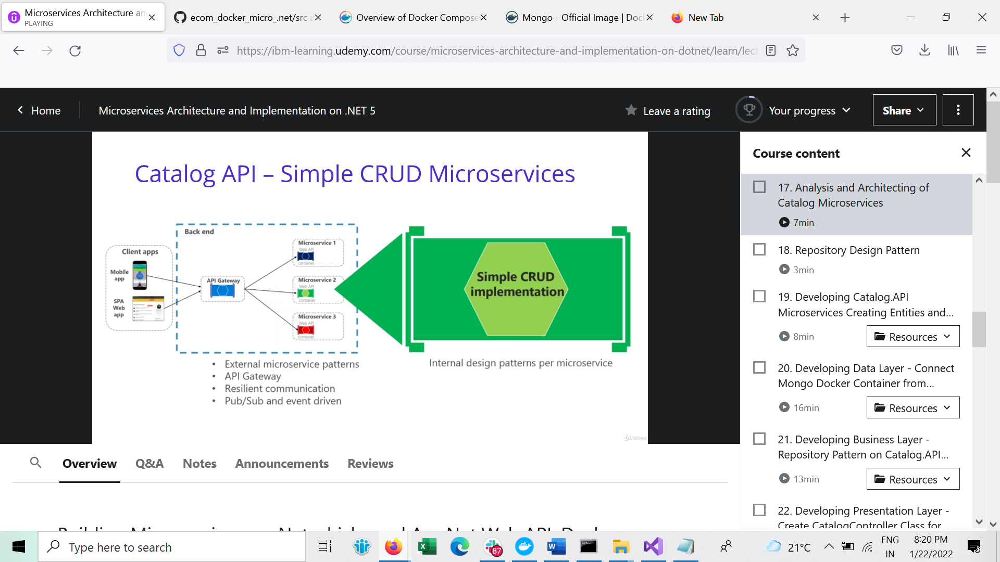 Microservices Architecture an
PLAYING
ecom_docker_micro_.net/src a
Overview of Docker Compose
Mongo - Official Image | Dock
New Tab
https://ibm-learning.udemy.com/course/microservices-architecture-and-implementation-on-dotnet/learn/lect
Home
Microservices Architecture and Implementation on .NET 5
Leave a rating
Your progress
Share
Catalog API – Simple CRUD Microservices
Back end
Client apps
Mobile
app
SPA
Web
app
API Gateway
Microservice 1
Web API
container
Microservice 2
Web API
container
Microservice 3
Web API
container
Simple CRUD
implementation
• External microservice patterns
• API Gateway
• Resilient communication
• Pub/Sub and event driven
Internal design patterns per microservice
Udemy
Course content
17. Analysis and Architecting of
Catalog Microservices
7min
18. Repository Design Pattern
3min
19. Developing Catalog.API
Microservices Creating Entities and...
8min
Resources
20. Developing Data Layer - Connect
Mongo Docker Container from...
16min
Resources
21. Developing Business Layer -
Repository Pattern on Catalog.API...
13min
Resources
22. Developing Presentation Layer -
Create CatalogController Class for
Overview
Q&A
Notes
Announcements
Reviews
Type here to search
87
21°C
ENG
IN
8:20 PM
1/22/2022